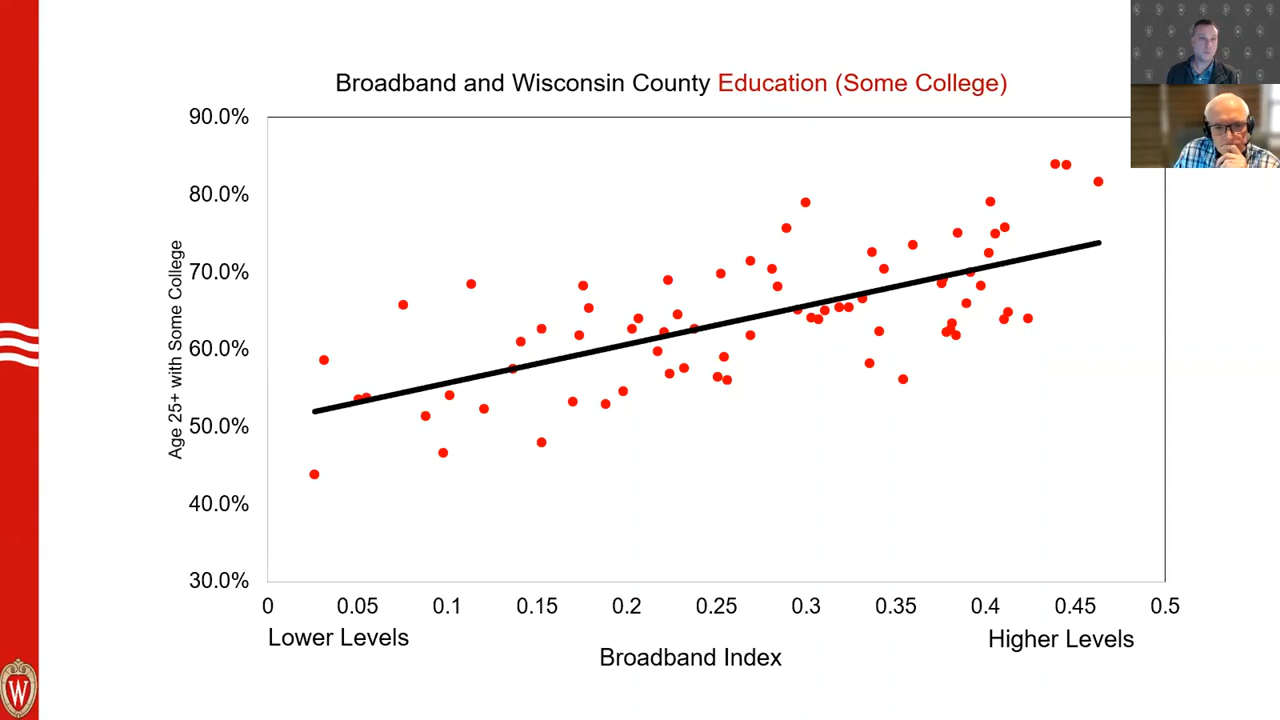 Broadband and Wisconsin County Education (Some College)
90.0%
80.0%
70.0%
60.0%
50.0%
40.0%
30.0%
Age 25+ with Some College
0 0.05 0.1 0.15 0.2 0.25 0.3 0.35 0.4 0.45 0.5
Lower Levels
Higher Levels
Broadband Index
W